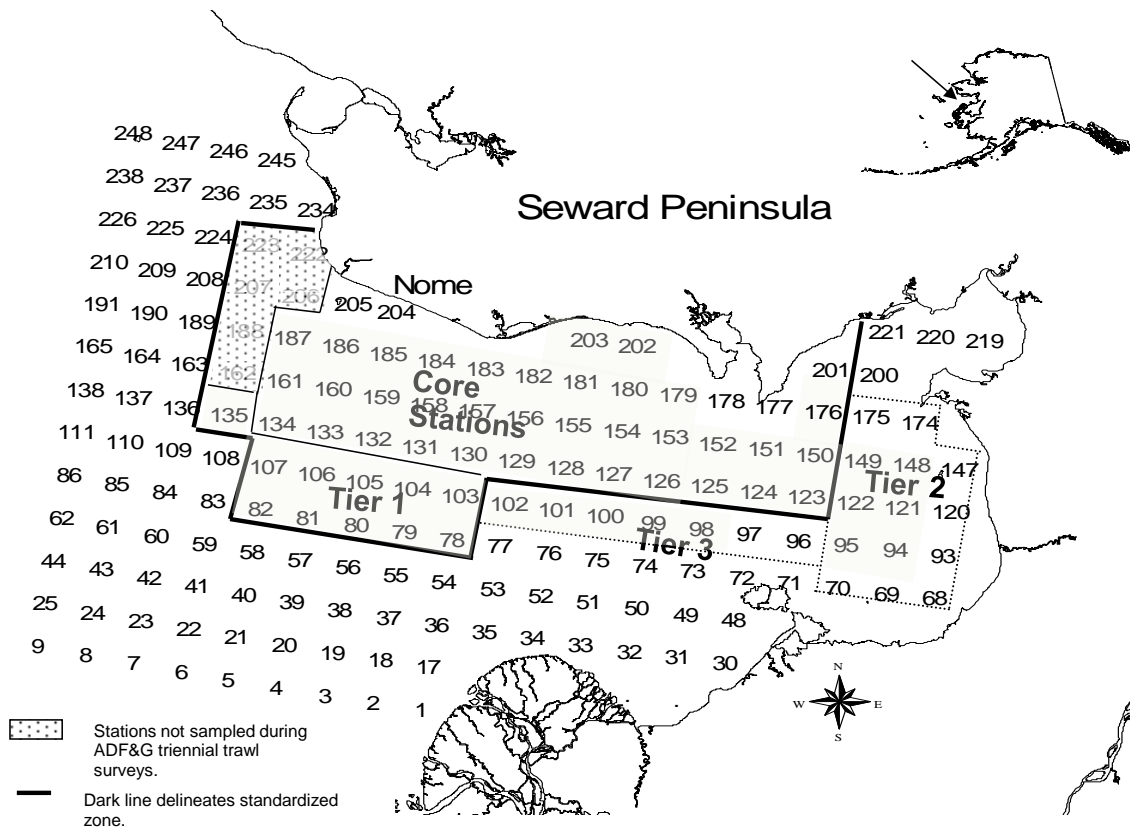 Seward Peninsula
Nome
248 247 246 245
238 237 236 235 234
226 225 224 223 222
210 209 208 207 206 205 204 203 202 201 200 221 220 219
191 190 189 188 187 186 185 184 183 182 181 180 179 178 177 176 175 174
165 164 163 162 161 160 159 158 157 156 155 154 153 152 151 150 149 148 147
Core
Stations
138 137 136 135 134 133 132 131 130 129 128 127 126 125 124 123 122 121 120
Tier 2
111 110 109 108 107 106 105 104 103 102 101 100 99 98 97 96 95 94 93
Tier 1
Tier 3
86 85 84 83 82 81 80 79 78 77 76 75 74 73 72 71 70 69 68
62 61 60 59 58 57 56 55 54 53 52 51 50 49 48
44 43 42 41 40 39 38 37 36 35 34 33 32 31 30
25 24 23 22 21 20 19 18 17
9 8 7 6 5 4 3 2 1
N
W E
S
Stations not sampled during
ADF&G triennial trawl
surveys.
Dark line delineates standardized
zone.